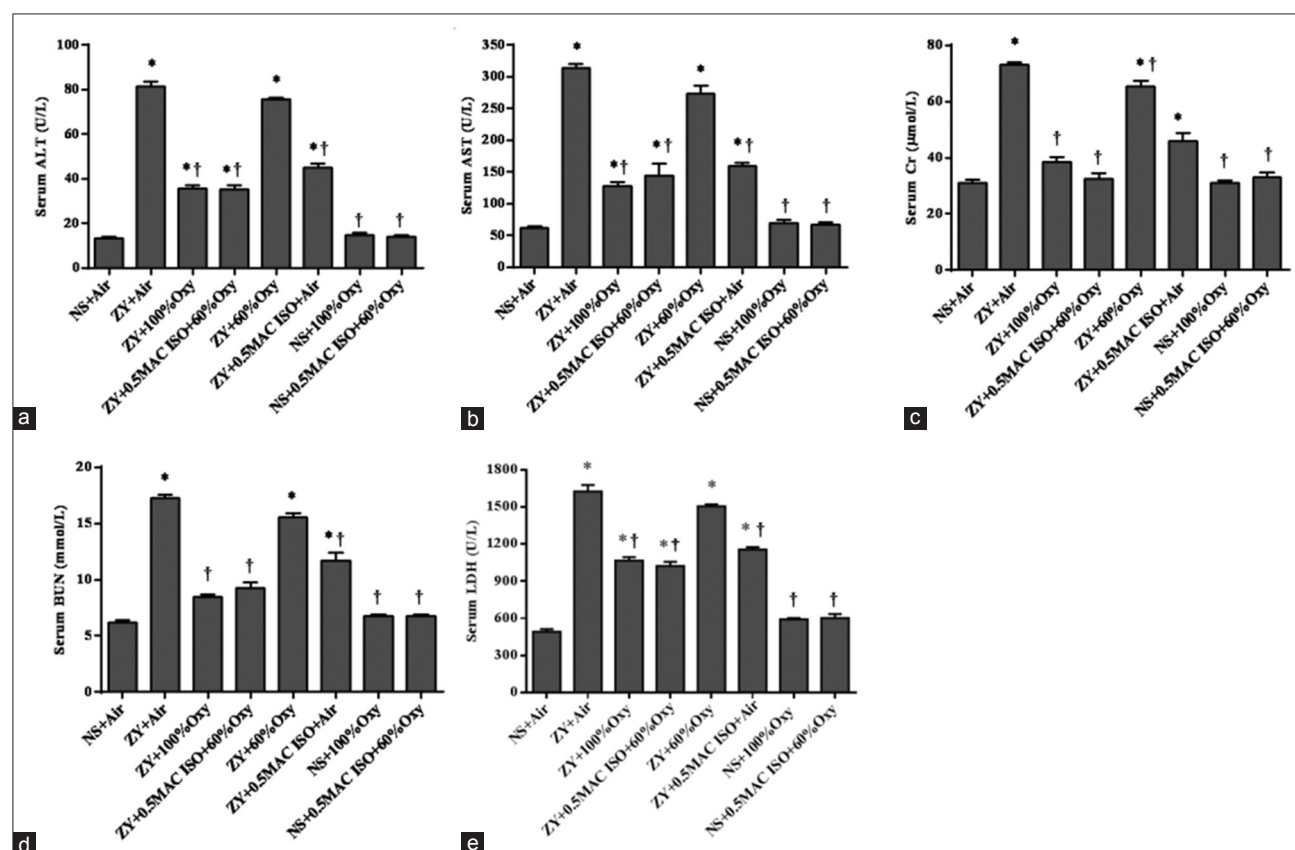 100
80
60
40
20
0
Serum ALT (U/L)
*
*†
*†
*
*†
†
†
NS+Air
ZY+Air
ZY+100%Oxy
ZY+0.5MAC ISO+60%Oxy
ZY+60%Oxy
ZY+0.5MAC ISO+Air
NS+100%Oxy
NS+0.5MAC ISO+60%Oxy
a
350
300
250
200
150
100
50
0
Serum AST (U/L)
*
*†
*†
*
*†
†
†
NS+Air
ZY+Air
ZY+100%Oxy
ZY+0.5MAC ISO+60%Oxy
ZY+60%Oxy
ZY+0.5MAC ISO+Air
NS+100%Oxy
NS+0.5MAC ISO+60%Oxy
b
80
60
40
20
0
Serum Cr (μmol/L)
*
†
†
*†
*
†
†
NS+Air
ZY+Air
ZY+100%Oxy
ZY+0.5MAC ISO+60%Oxy
ZY+60%Oxy
ZY+0.5MAC ISO+Air
NS+100%Oxy
NS+0.5MAC ISO+60%Oxy
c
20
15
10
5
0
Serum BUN (mmol/L)
*
†
†
*
*†
†
†
NS+Air
ZY+Air
ZY+100%Oxy
ZY+0.5MAC ISO+60%Oxy
ZY+60%Oxy
ZY+0.5MAC ISO+Air
NS+100%Oxy
NS+0.5MAC ISO+60%Oxy
d
1800
1500
1200
900
600
300
0
Serum LDH (U/L)
*
*†
*†
*
*†
†
†
NS+Air
ZY+Air
ZY+100%Oxy
ZY+0.5MAC ISO+60%Oxy
ZY+60%Oxy
ZY+0.5MAC ISO+Air
NS+100%Oxy
NS+0.5MAC ISO+60%Oxy
e